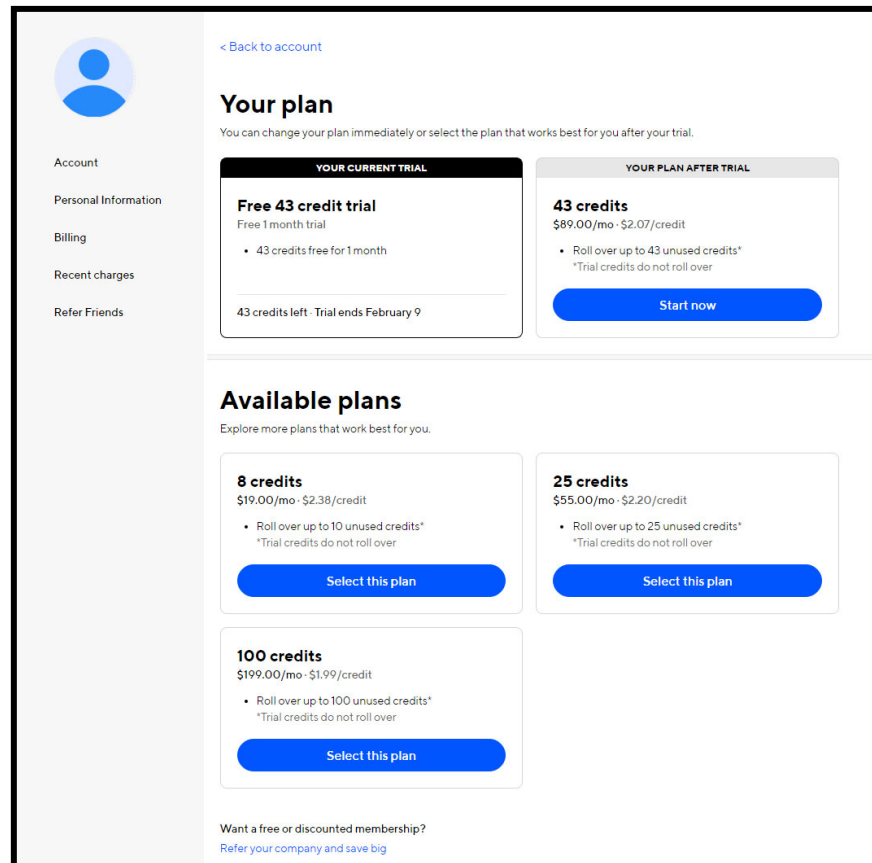 < Back to account
Account
Personal Information
Billing
Recent charges
Refer Friends
Your plan
You can change your plan immediately or select the plan that works best for you after your trial.
YOUR CURRENT TRIAL
Free 43 credit trial
Free 1 month trial
• 43 credits free for 1 month
43 credits left · Trial ends February 9
YOUR PLAN AFTER TRIAL
43 credits
$89.00/mo · $2.07/credit
• Roll over up to 43 unused credits*
*Trial credits do not roll over
Start now
Available plans
Explore more plans that work best for you.
8 credits
$19.00/mo · $2.38/credit
• Roll over up to 10 unused credits*
*Trial credits do not roll over
Select this plan
25 credits
$55.00/mo · $2.20/credit
• Roll over up to 25 unused credits*
*Trial credits do not roll over
Select this plan
100 credits
$199.00/mo · $1.99/credit
• Roll over up to 100 unused credits*
*Trial credits do not roll over
Select this plan
Want a free or discounted membership?
Refer your company and save big